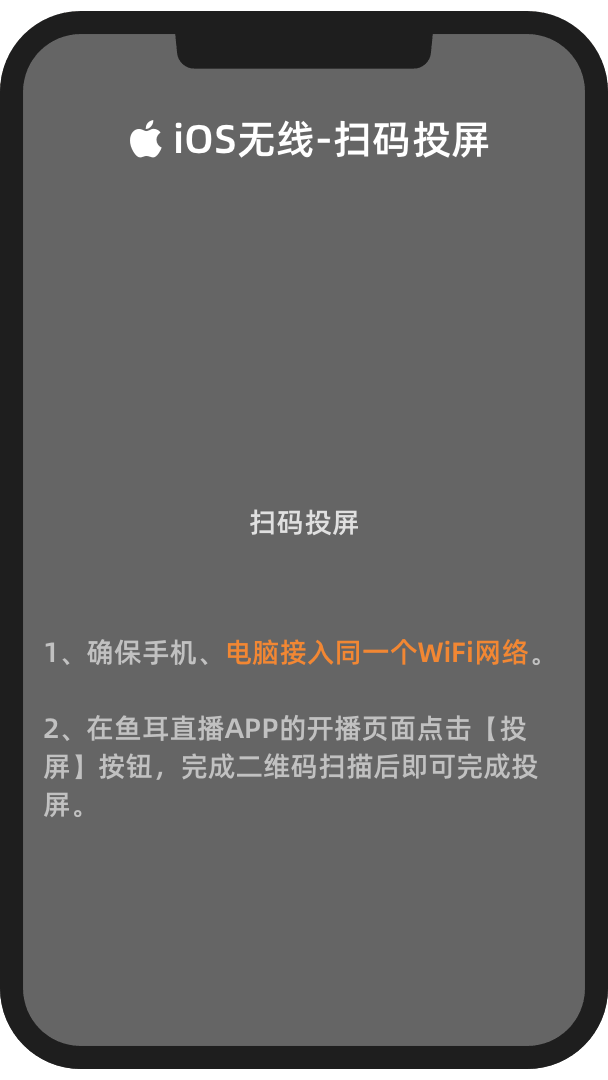 iOS无线-扫码投屏
扫码投屏
1、确保手机、电脑接入同一个WiFi网络。
2、在鱼耳直播APP的开播页面点击【投
屏】按钮，完成二维码扫描后即可完成投
屏。